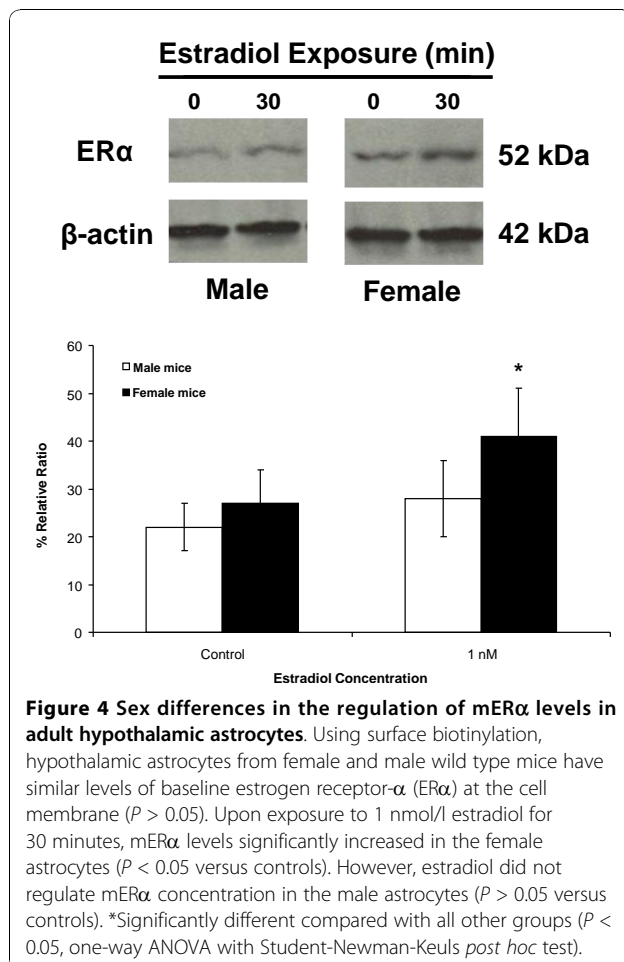 Estradiol Exposure (min)
0 30 0 30
ERα 52 kDa
β-actin 42 kDa
Male Female
60
50
40
30
20
10
0
% Relative Ratio
Male mice
Female mice
*
Control 1 nM
Estradiol Concentration
Figure 4 Sex differences in the regulation of mERα levels in
adult hypothalamic astrocytes. Using surface biotinylation,
hypothalamic astrocytes from female and male wild type mice have
similar levels of baseline estrogen receptor-α (ERα) at the cell
membrane (P > 0.05). Upon exposure to 1 nmol/l estradiol for
30 minutes, mERα levels significantly increased in the female
astrocytes (P < 0.05 versus controls). However, estradiol did not
regulate mERα concentration in the male astrocytes (P > 0.05 versus
controls). *Significantly different compared with all other groups (P <
0.05, one-way ANOVA with Student-Newman-Keuls post hoc test).